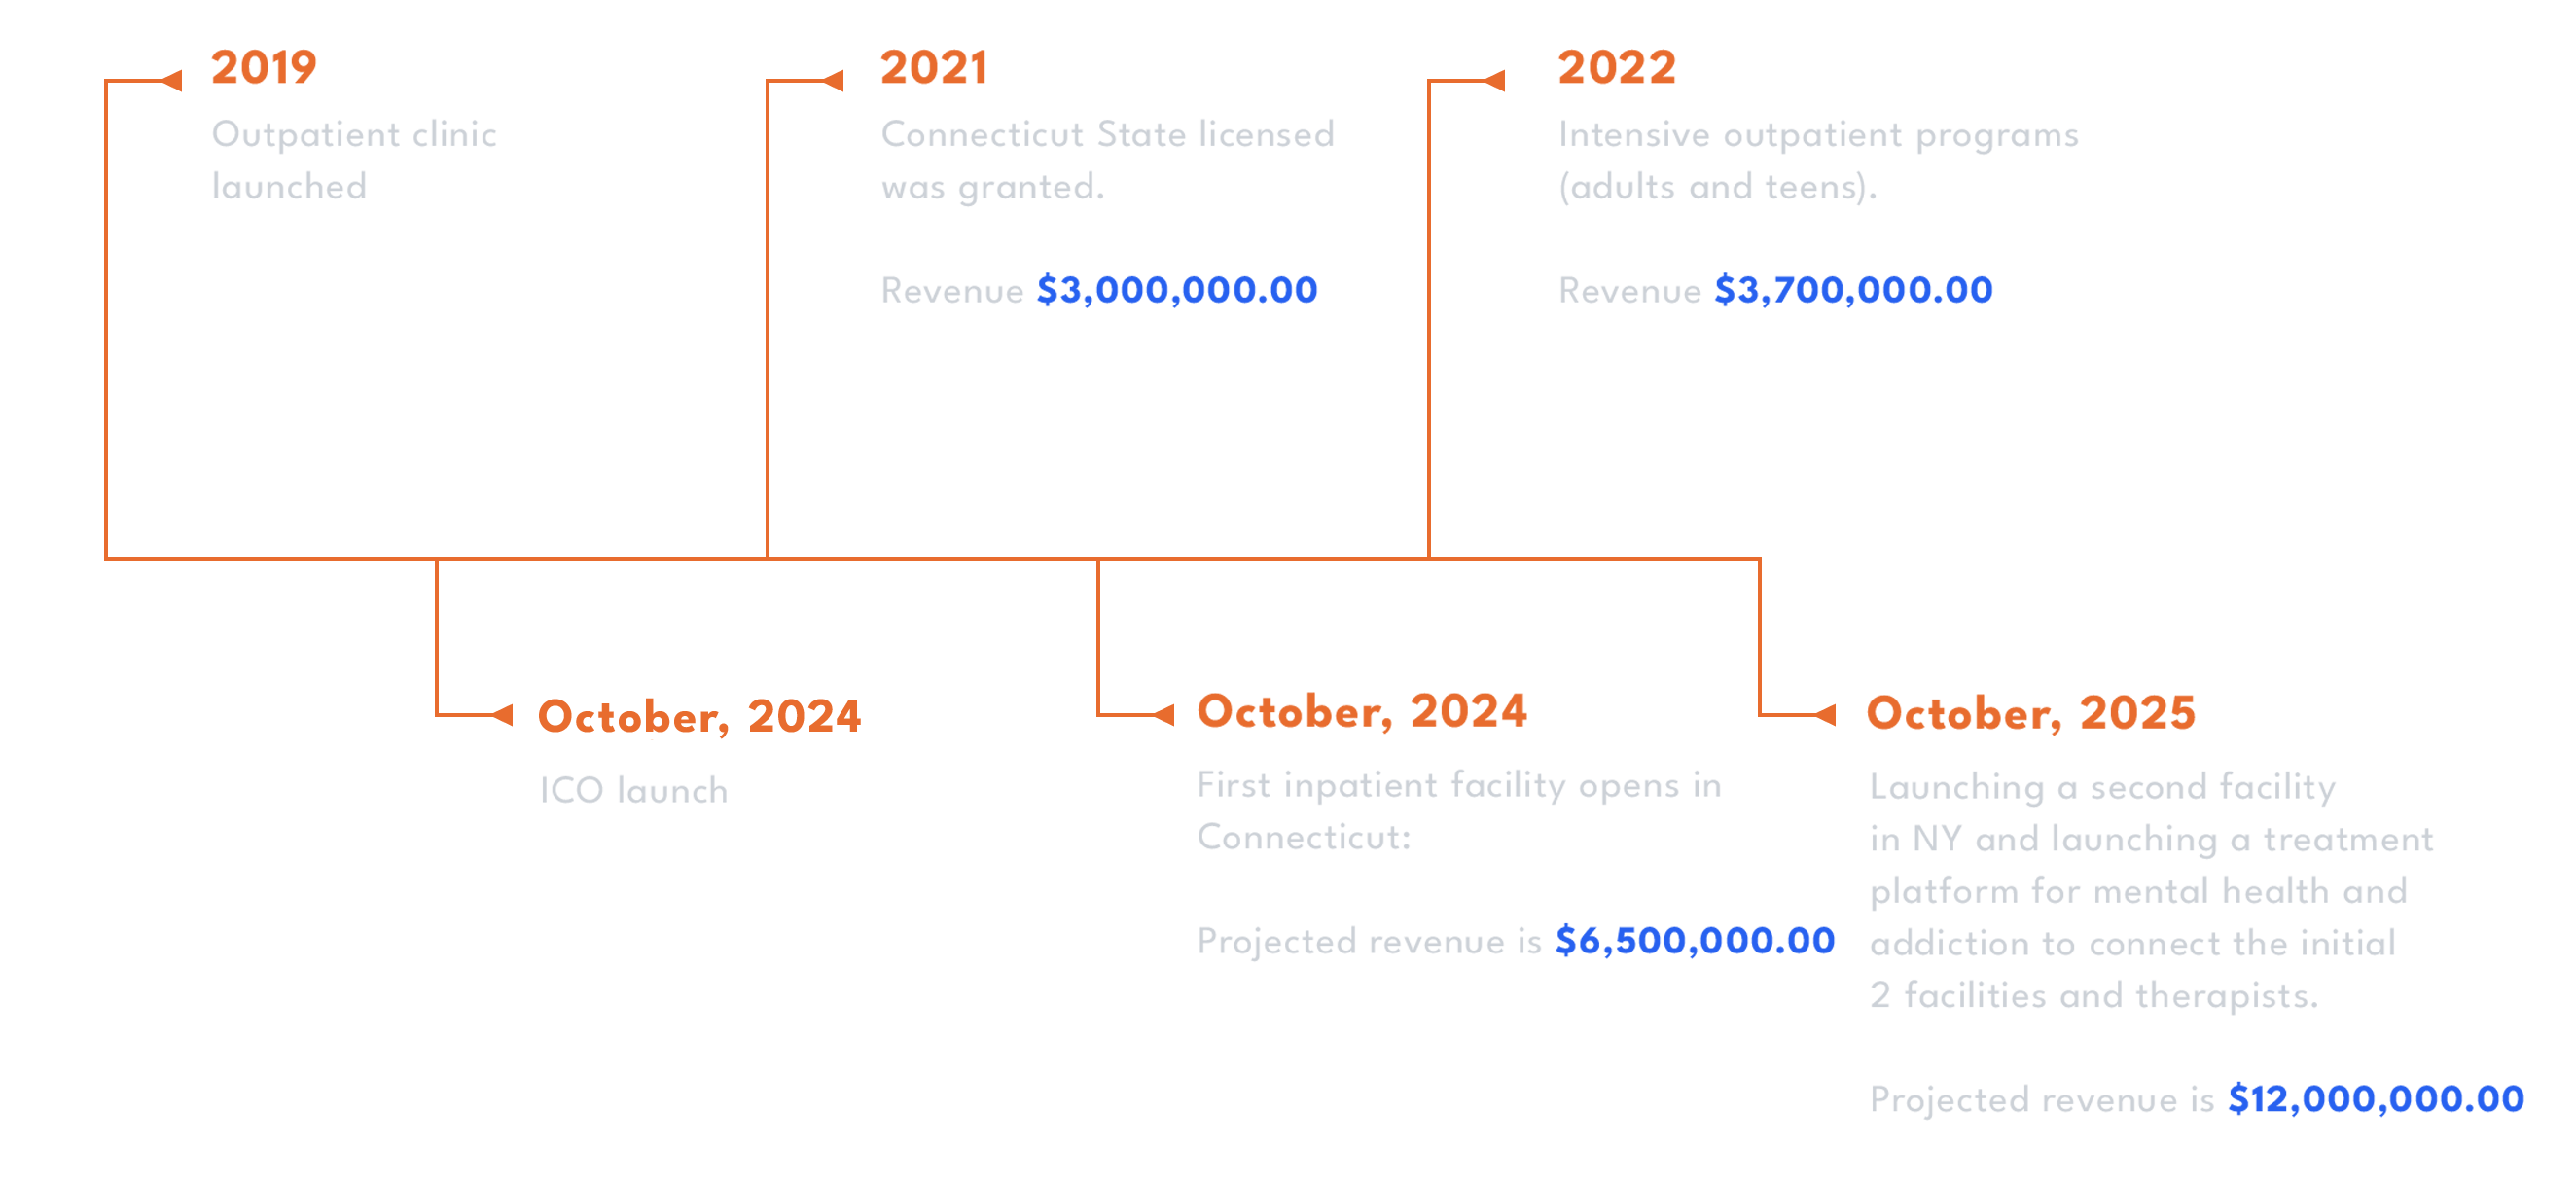 2019
Outpatient clinic
launched
2021
Connecticut State licensed
was granted.
Revenue $3,000,000.00
2022
Intensive outpatient programs
(adults and teens).
Revenue $3,700,000.00
October, 2024
ICO launch
October, 2024
First inpatient facility opens in
Connecticut:
Projected revenue is $6,500,000.00
October, 2025
Launching a second facility
in NY and launching a treatment
platform for mental health and
addiction to connect the initial
2 facilities and therapists.
Projected revenue is $12,000,000.00